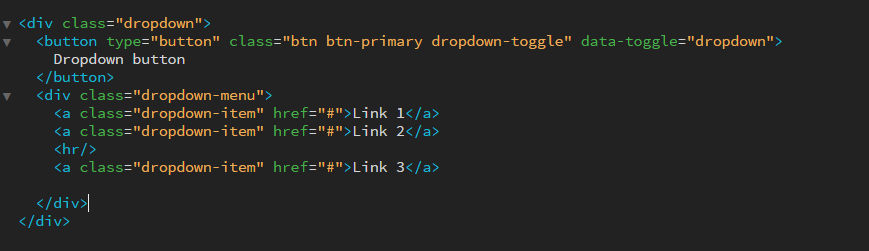 <div class="dropdown">
<button type="button" class="btn btn-primary dropdown-toggle" data-toggle="dropdown">
Dropdown button
</button>
<div class="dropdown-menu">
<a class="dropdown-item" href="#">Link 1</a>
<a class="dropdown-item" href="#">Link 2</a>
<hr/>
<a class="dropdown-item" href="#">Link 3</a>
</div>
</div>